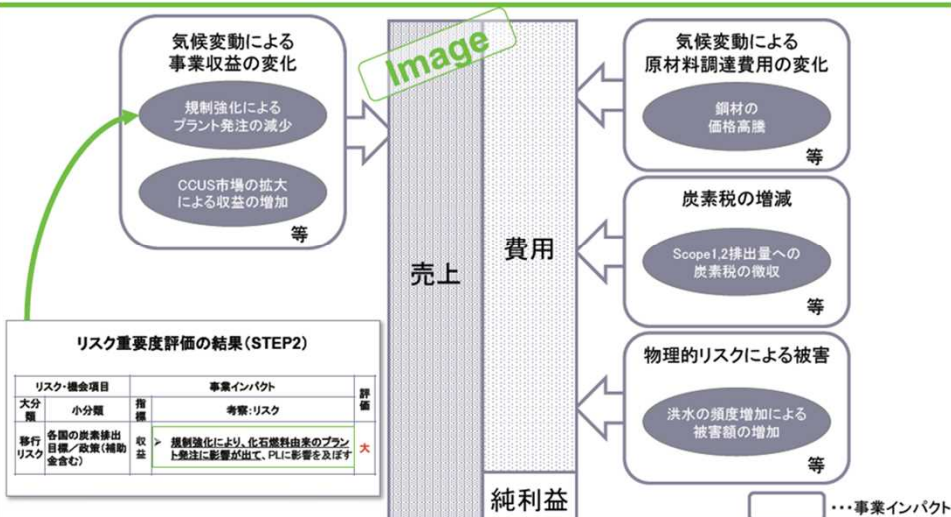 気候変動による
事業収益の変化
規制強化による
プラント発注の減少
CCUS市場の拡大
による収益の増加
等
Image
売上
費用
純利益
気候変動による
原材料調達費用の変化
鋼材の
価格高騰
等
炭素税の増減
Scope1,2排出量への
炭素税の徴収
等
物理的リスクによる被害
洪水の頻度増加による
被害額の増加
等
リスク重要度評価の結果(STEP2)
リスク・機会項目
事業インパクト
評価
大分類
小分類
指標
考察:リスク
移行リスク
各国の炭素排出
目標/政策(補助
金含む)
収益
➢ 規制強化により、化石燃料由来のプラン
ト発注に影響が出て、PLに影響を及ぼす
大
…事業インパクト